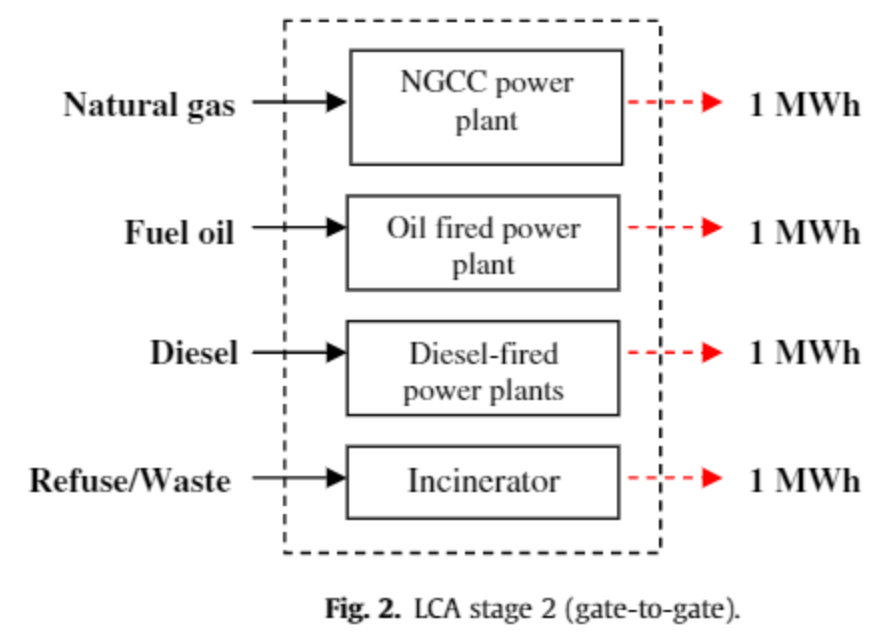 Natural gas
NGCC power
plant
1 MWh
Fuel oil
Oil fired power
plant
1 MWh
Diesel
Diesel-fired
power plants
1 MWh
Refuse/Waste
Incinerator
1 MWh
Fig. 2. LCA stage 2 (gate-to-gate).